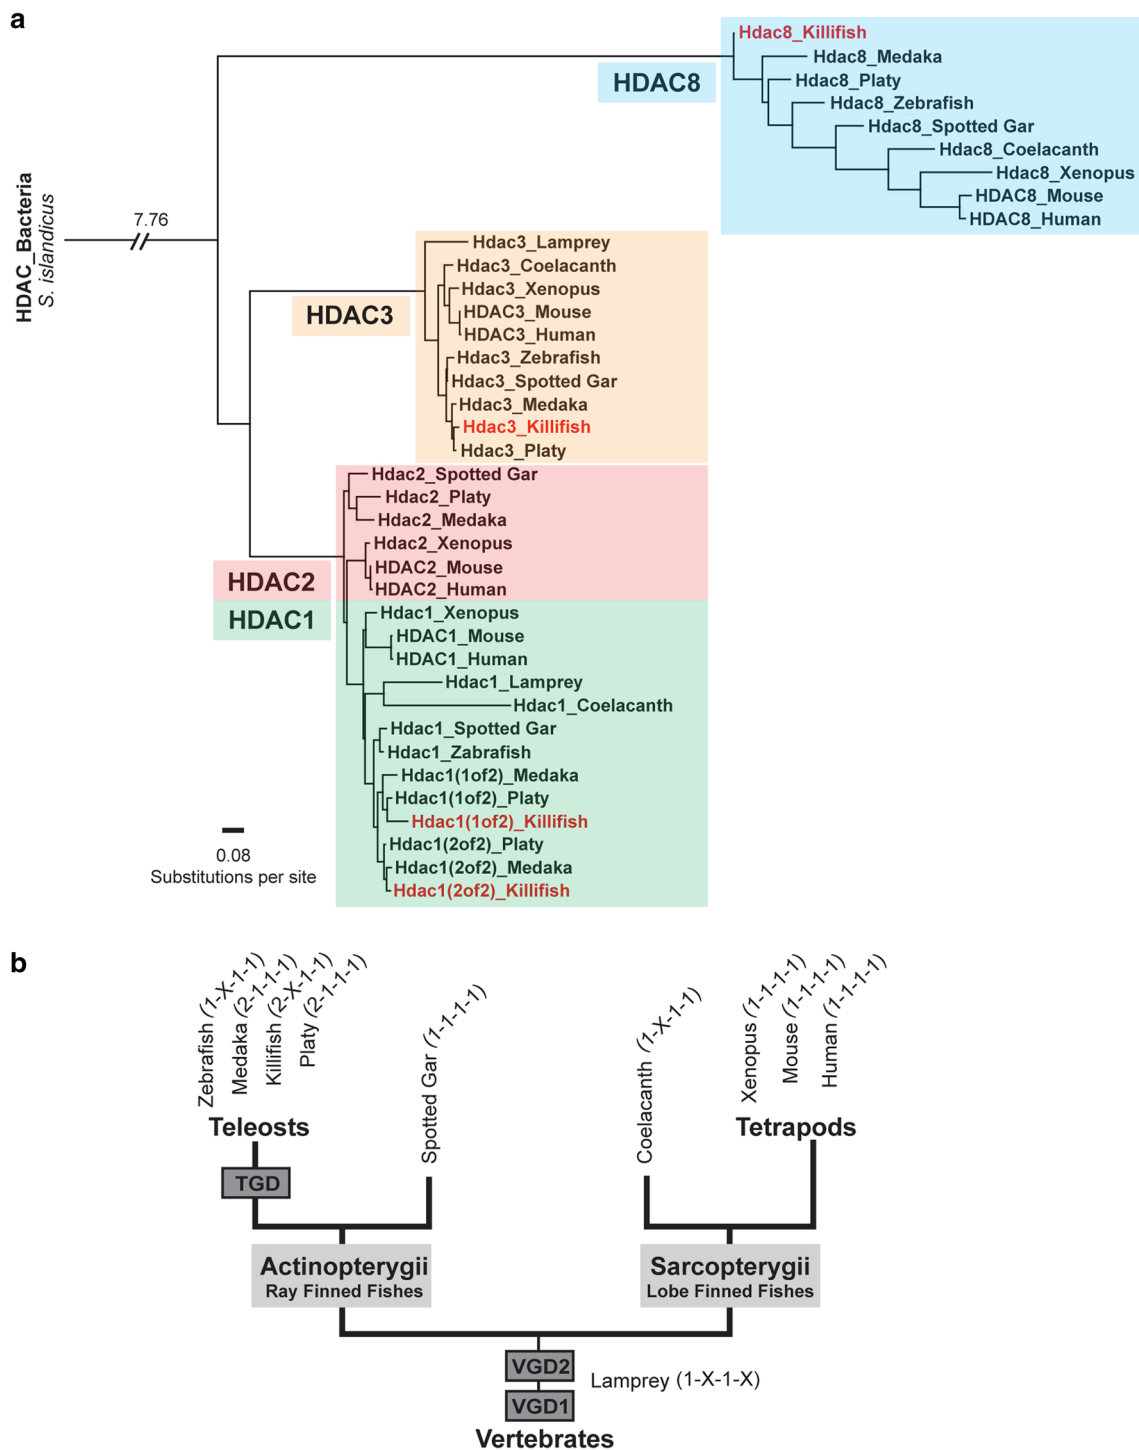 a
Hdac8_Killifish
Hdac8_Medaka
HDAC8
Hdac8_Platy
Hdac8_Zebrafish
Hdac8_Spotted Gar
Hdac8_Coelacanth
Hdac8_Xenopus
HDAC8_Mouse
HDAC8_Human
HDAC_Bacteria
S. islandicus
7.76
Hdac3_Lamprey
Hdac3_Coelacanth
Hdac3_Xenopus
HDAC3
HDAC3_Mouse
HDAC3_Human
Hdac3_Zebrafish
Hdac3_Spotted Gar
Hdac3_Medaka
Hdac3_Killifish
Hdac3_Platy
Hdac2_Spotted Gar
Hdac2_Platy
Hdac2_Medaka
Hdac2_Xenopus
HDAC2_Mouse
HDAC2
HDAC2_Human
HDAC1
Hdac1_Xenopus
HDAC1_Mouse
HDAC1_Human
Hdac1_Lamprey
Hdac1_Coelacanth
Hdac1_Spotted Gar
Hdac1_Zabrafish
Hdac1(1of2)_Medaka
Hdac1(1of2)_Platy
Hdac1(1of2)_Killifish
Hdac1(2of2)_Platy
Hdac1(2of2)_Medaka
Hdac1(2of2)_Killifish
0.08
Substitutions per site
b
Zebrafish (1-X-1-1)
Medaka (2-1-1-1)
Killifish (2-X-1-1)
Platy (2-1-1-1)
Spotted Gar (1-1-1-1)
Coelacanth (1-X-1-1)
Xenopus (1-1-1-1)
Mouse (1-1-1-1)
Human (1-1-1-1)
Teleosts
Tetrapods
TGD
Actinopterygii
Ray Finned Fishes
Sarcopterygii
Lobe Finned Fishes
VGD2
Lamprey (1-X-1-X)
VGD1
Vertebrates